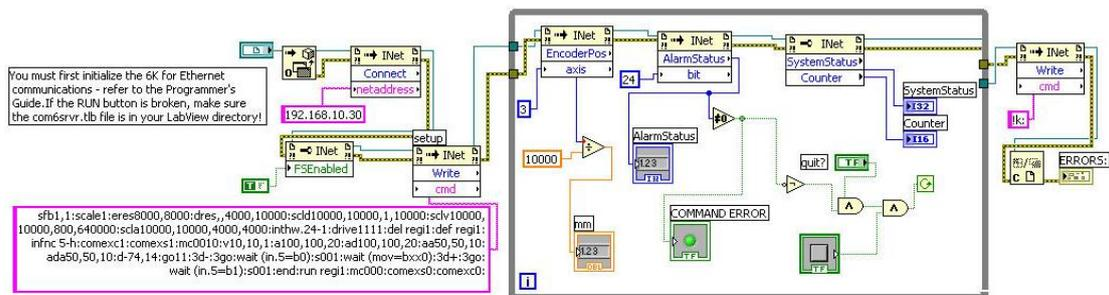 You must first initialize the 6K for Ethernet
communications - refer to the Programmer's
Guide.If the RUN button is broken, make sure
the com6srvr.tlb file is in your LabView directory!
INet
Connect
netaddress
192.168.10.30
INet
FSEnabled
T F
setup
INet
Write
cmd
sfb1,1:scale1:eres8000,8000:dres,,4000,10000:scld10000,10000,1,10000:sclv10000,
10000,800,640000:scla10000,10000,4000,4000:inthw.24-1:drive1111:del regi1:def regi1:
infnc 5-h:comexc1:comexs1:mc0010:v10,10,1:a100,100,20:ad100,100,20:aa50,50,10:
ada50,50,10:d-74,14:go11:3d-:3go:wait (in.5=b0):s001:wait (mov=bxx0):3d+:3go:
wait (in.5=b1):s001:end:run regi1:mc000:comexs0:comexc0:
INet
EncoderPos
axis
3
10000
mm
1.23
DBL
INet
AlarmStatus
bit
24
AlarmStatus
1.23
COMMAND ERROR
TF
INet
SystemStatus
Counter
SystemStatus
I32
Counter
I16
quit?
TF
TF
i
INet
Write
cmd
!k:
ERRORS: